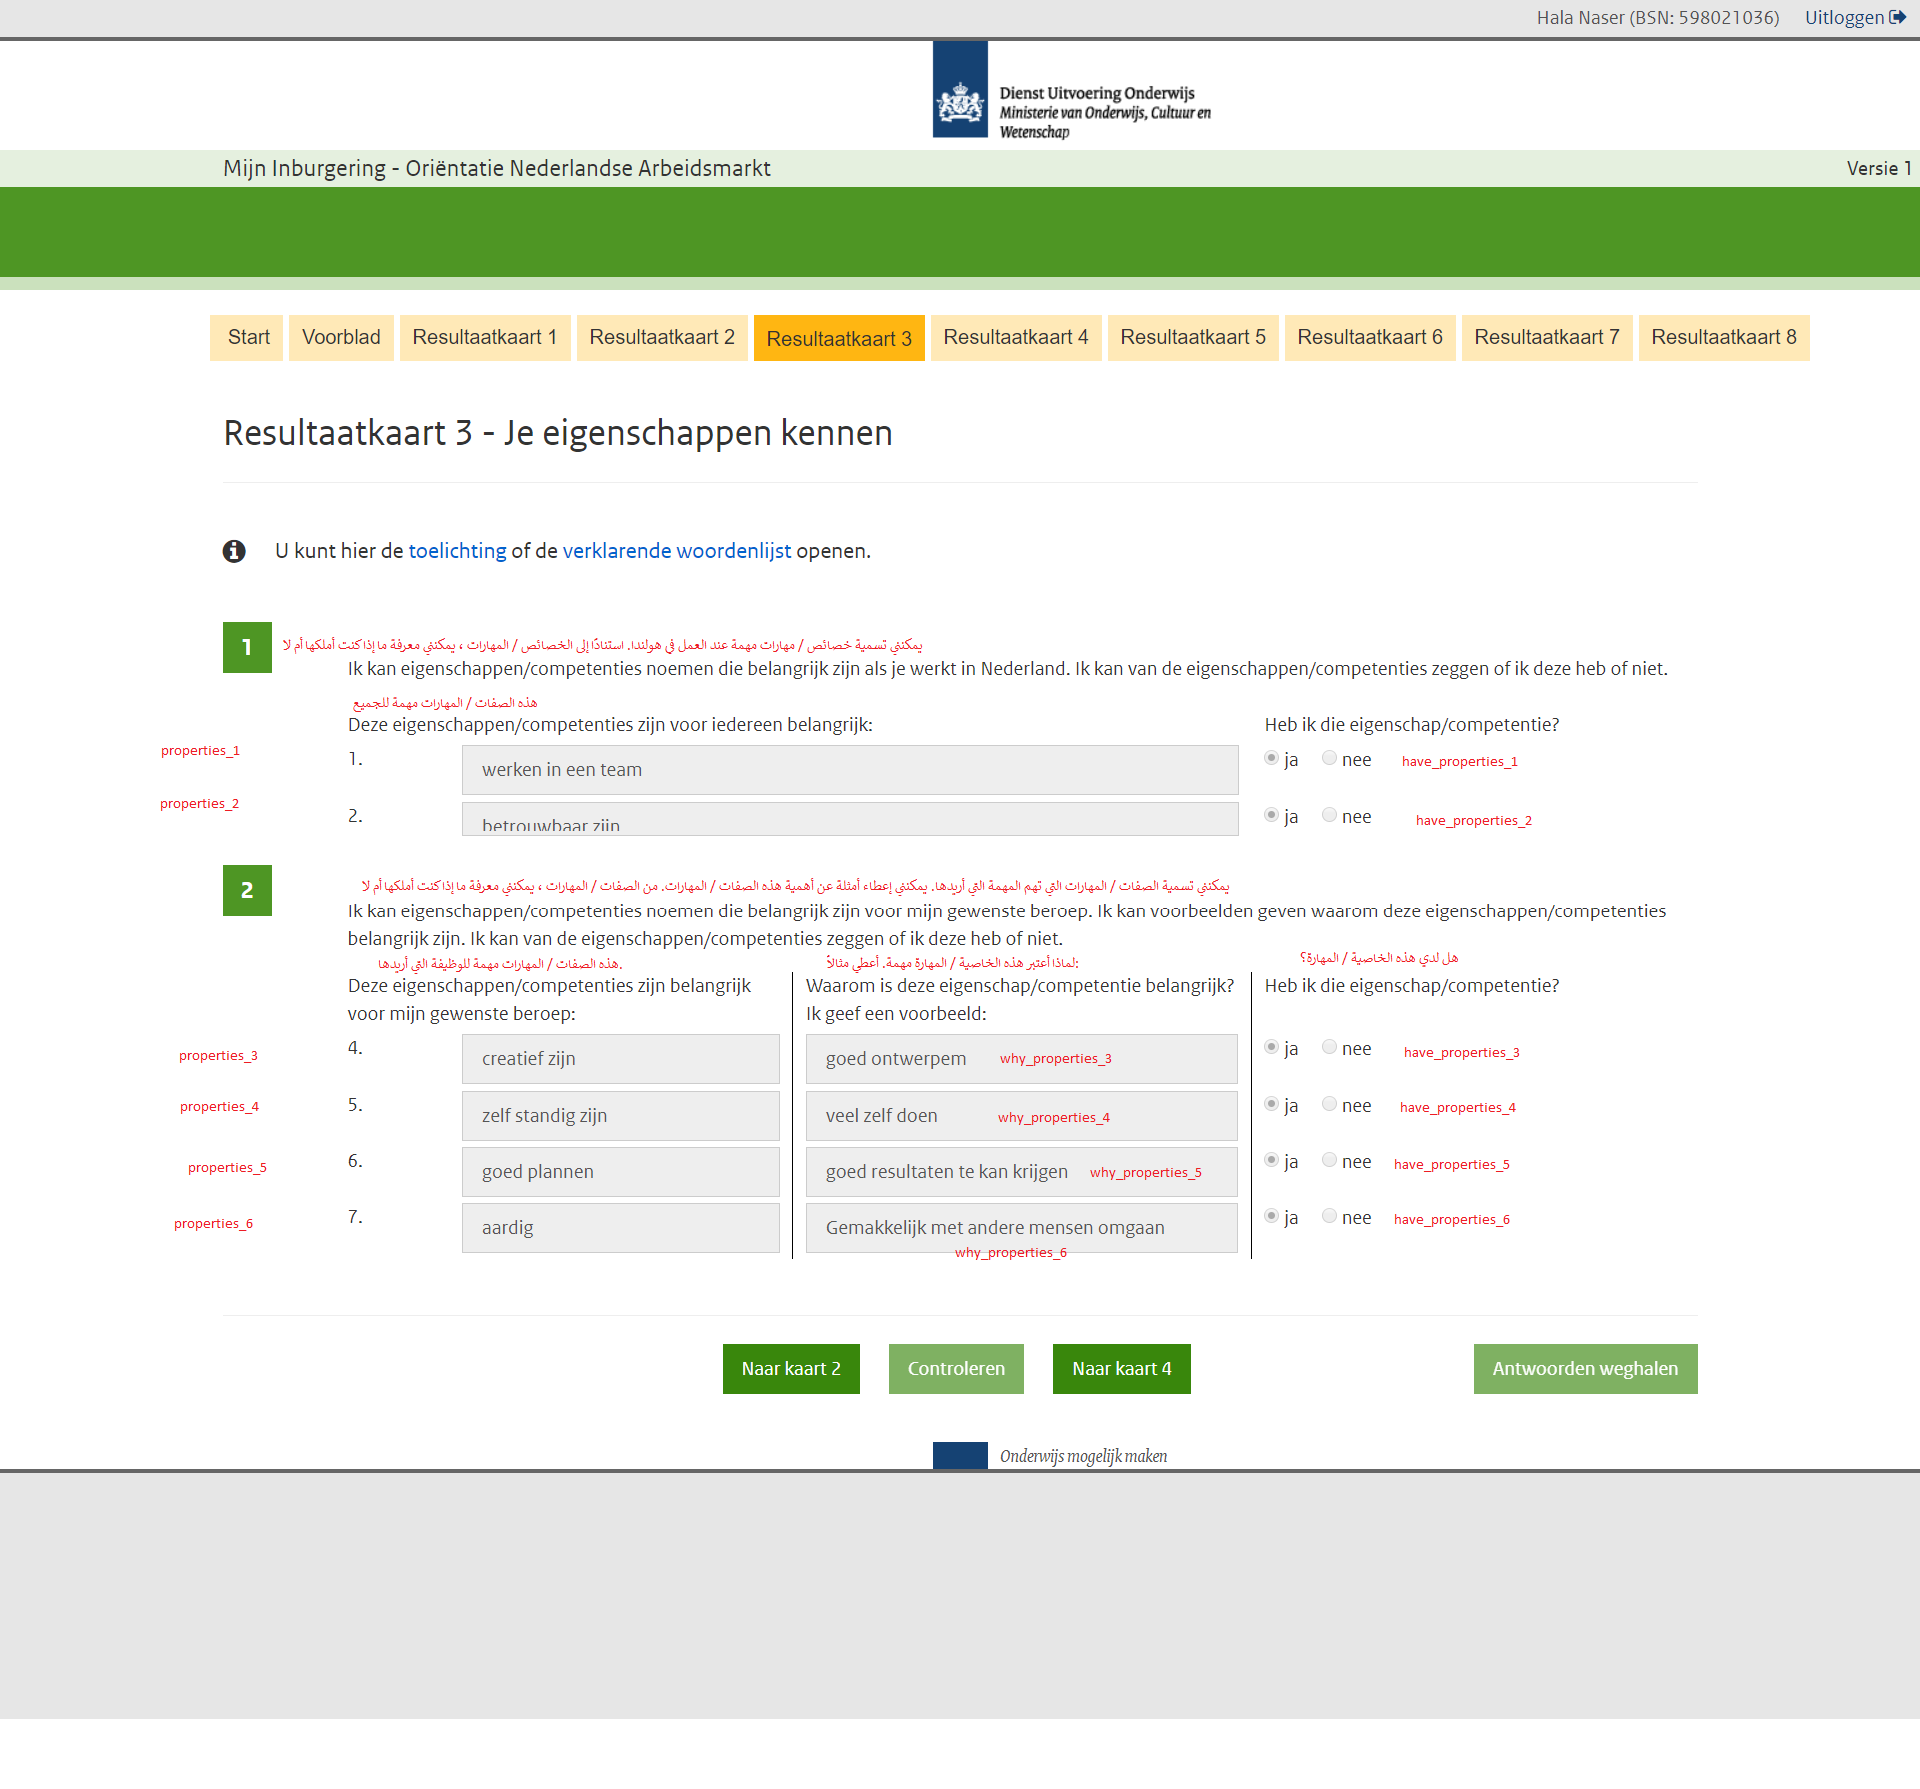 Hala Naser (BSN: 598021036) Uitloggen
Dienst Uitvoering Onderwijs
Ministerie van Onderwijs, Cultuur en
Wetenschap
Mijn Inburgering - Oriëntatie Nederlandse Arbeidsmarkt Versie 1
Start Voorblad Resultaatkaart 1 Resultaatkaart 2 Resultaatkaart 3 Resultaatkaart 4 Resultaatkaart 5 Resultaatkaart 6 Resultaatkaart 7 Resultaatkaart 8
Resultaatkaart 3 - Je eigenschappen kennen
U kunt hier de toelichting of de verklarende woordenlijst openen.
1
يمكنني تسمية خصائص / مهارات مهمة عند العمل في هولندا. استنادًا إلى الخصائص / المهارات ، يمكنني معرفة ما إذا كنت أملكها أم لا
Ik kan eigenschappen/competenties noemen die belangrijk zijn als je werkt in Nederland. Ik kan van de eigenschappen/competenties zeggen of ik deze heb of niet.
هذه الصفات / المهارات مهمة للجميع
Deze eigenschappen/competenties zijn voor iedereen belangrijk: Heb ik die eigenschap/competentie?
properties_1 1. werken in een team ja nee have_properties_1
properties_2 2. betrouwbaar zijn ja nee have_properties_2
2
يمكنني تسمية الصفات / المهارات التي تهم المهمة التي أريدها. يمكنني إعطاء أمثلة عن أهمية هذه الصفات / المهارات. من الصفات / المهارات ، يمكنني معرفة ما إذا كنت أملكها أم لا
Ik kan eigenschappen/competenties noemen die belangrijk zijn voor mijn gewenste beroep. Ik kan voorbeelden geven waarom deze eigenschappen/competenties
belangrijk zijn. Ik kan van de eigenschappen/competenties zeggen of ik deze heb of niet.
هذه الصفات / المهارات مهمة للوظيفة التي أريدها. لماذا أعتبر هذه الخاصية / المهارة مهمة. أعطي مثالاً: هل لدي هذه الخاصية / المهارة؟
Deze eigenschappen/competenties zijn belangrijk Waarom is deze eigenschap/competentie belangrijk? Heb ik die eigenschap/competentie?
voor mijn gewenste beroep: Ik geef een voorbeeld:
properties_3 4. creatief zijn goed ontwerpem why_properties_3 ja nee have_properties_3
properties_4 5. zelf standig zijn veel zelf doen why_properties_4 ja nee have_properties_4
properties_5 6. goed plannen goed resultaten te kan krijgen why_properties_5 ja nee have_properties_5
properties_6 7. aardig Gemakkelijk met andere mensen omgaan ja nee have_properties_6
why_properties_6
Naar kaart 2 Controleren Naar kaart 4 Antwoorden weghalen
Onderwijs mogelijk maken